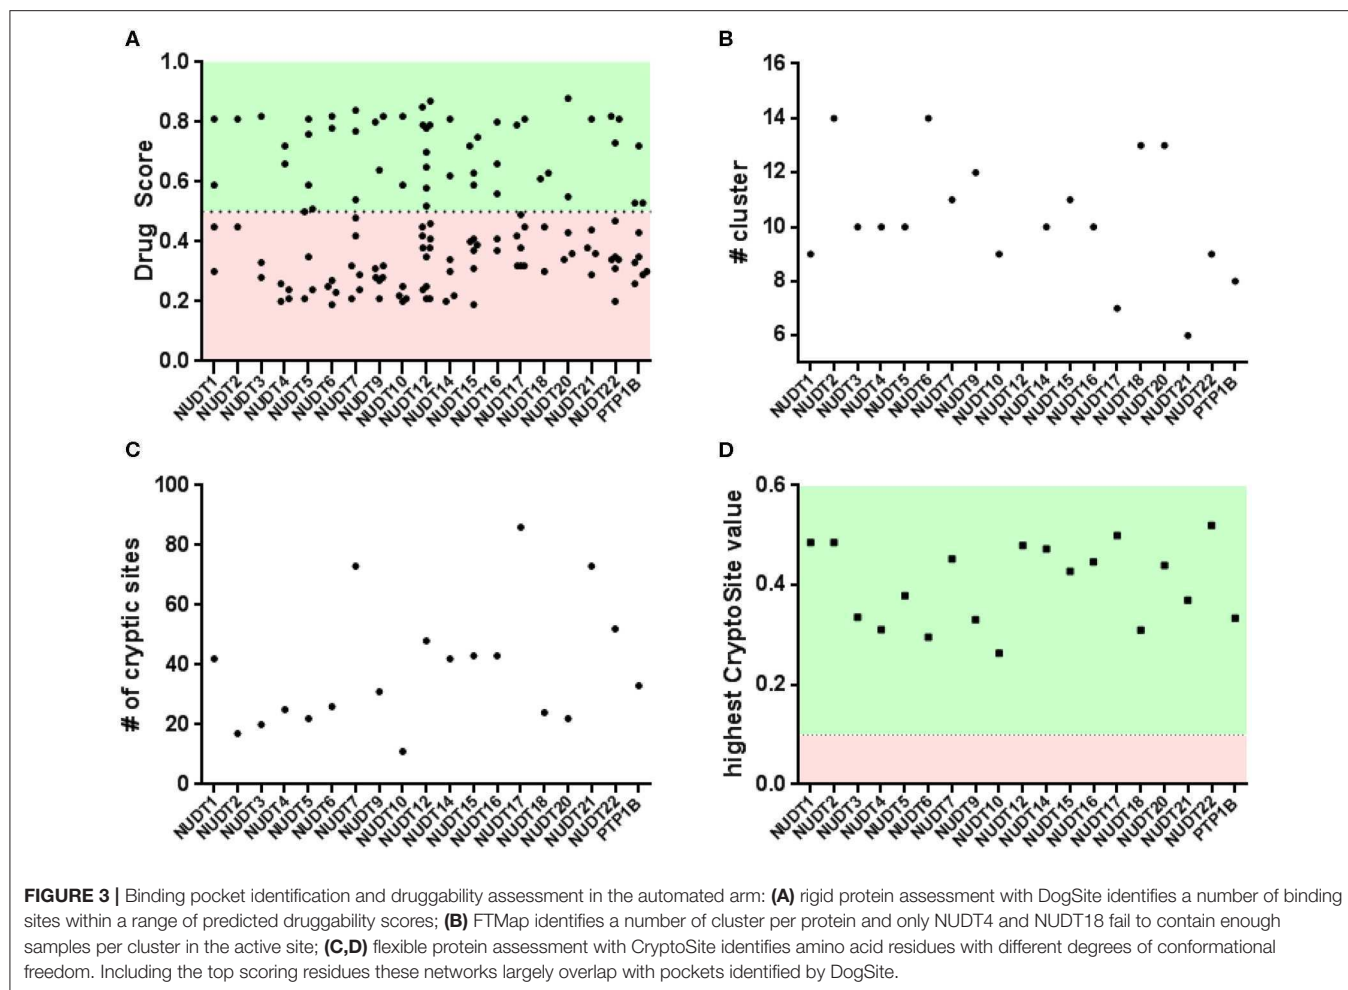 A
Drug Score
1.0
0.8
0.6
0.4
0.2
0.0
NUDT1
NUDT2
NUDT3
NUDT4
NUDT5
NUDT6
NUDT7
NUDT9
NUDT10
NUDT12
NUDT14
NUDT15
NUDT16
NUDT17
NUDT18
NUDT20
NUDT21
NUDT22
PTP1B
B
# cluster
16
14
12
10
8
6
NUDT1
NUDT2
NUDT3
NUDT4
NUDT5
NUDT6
NUDT7
NUDT9
NUDT10
NUDT12
NUDT14
NUDT15
NUDT16
NUDT17
NUDT18
NUDT20
NUDT21
NUDT22
PTP1B
C
# of cryptic sites
100
80
60
40
20
0
NUDT1
NUDT2
NUDT3
NUDT4
NUDT5
NUDT6
NUDT7
NUDT9
NUDT10
NUDT12
NUDT14
NUDT15
NUDT16
NUDT17
NUDT18
NUDT20
NUDT21
NUDT22
PTP1B
D
highest CryptoSite value
0.6
0.4
0.2
0.0
NUDT1
NUDT2
NUDT3
NUDT4
NUDT5
NUDT6
NUDT7
NUDT9
NUDT10
NUDT12
NUDT14
NUDT15
NUDT16
NUDT17
NUDT18
NUDT20
NUDT21
NUDT22
PTP1B
FIGURE 3 | Binding pocket identification and druggability assessment in the automated arm: (A) rigid protein assessment with DogSite identifies a number of binding
sites within a range of predicted druggability scores; (B) FTMap identifies a number of cluster per protein and only NUDT4 and NUDT18 fail to contain enough
samples per cluster in the active site; (C,D) flexible protein assessment with CryptoSite identifies amino acid residues with different degrees of conformational
freedom. Including the top scoring residues these networks largely overlap with pockets identified by DogSite.